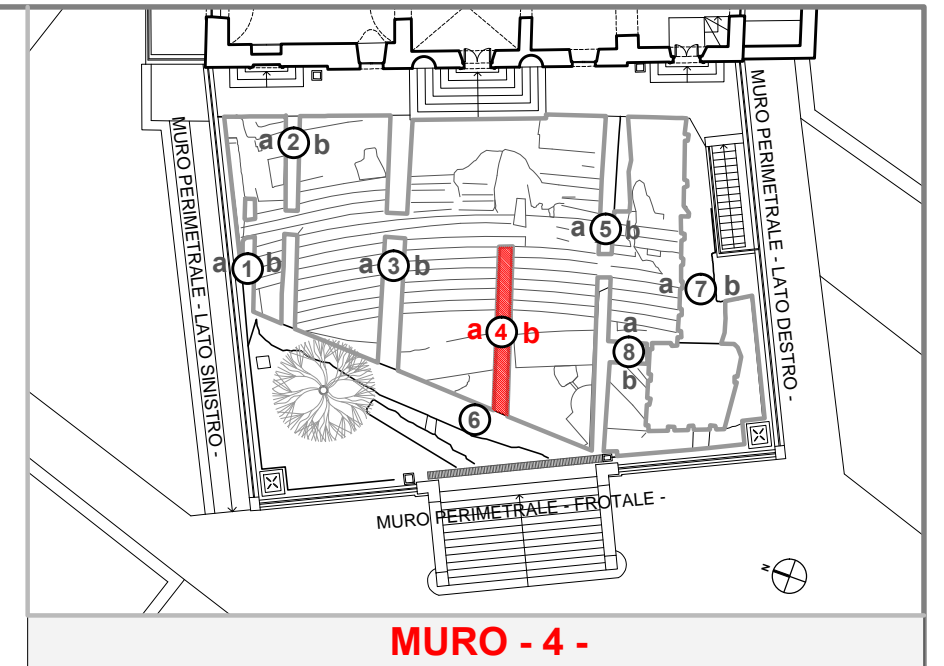 MURO PERIMETRALE - LATO SINISTRO -
MURO PERIMETRALE - LATO DESTRO -
a 2 b
a 5 b
a 1 b
a 3 b
a 7 b
a 4 b
a
8
b
6
MURO PERIMETRALE - FROTALE -
N
MURO - 4 -